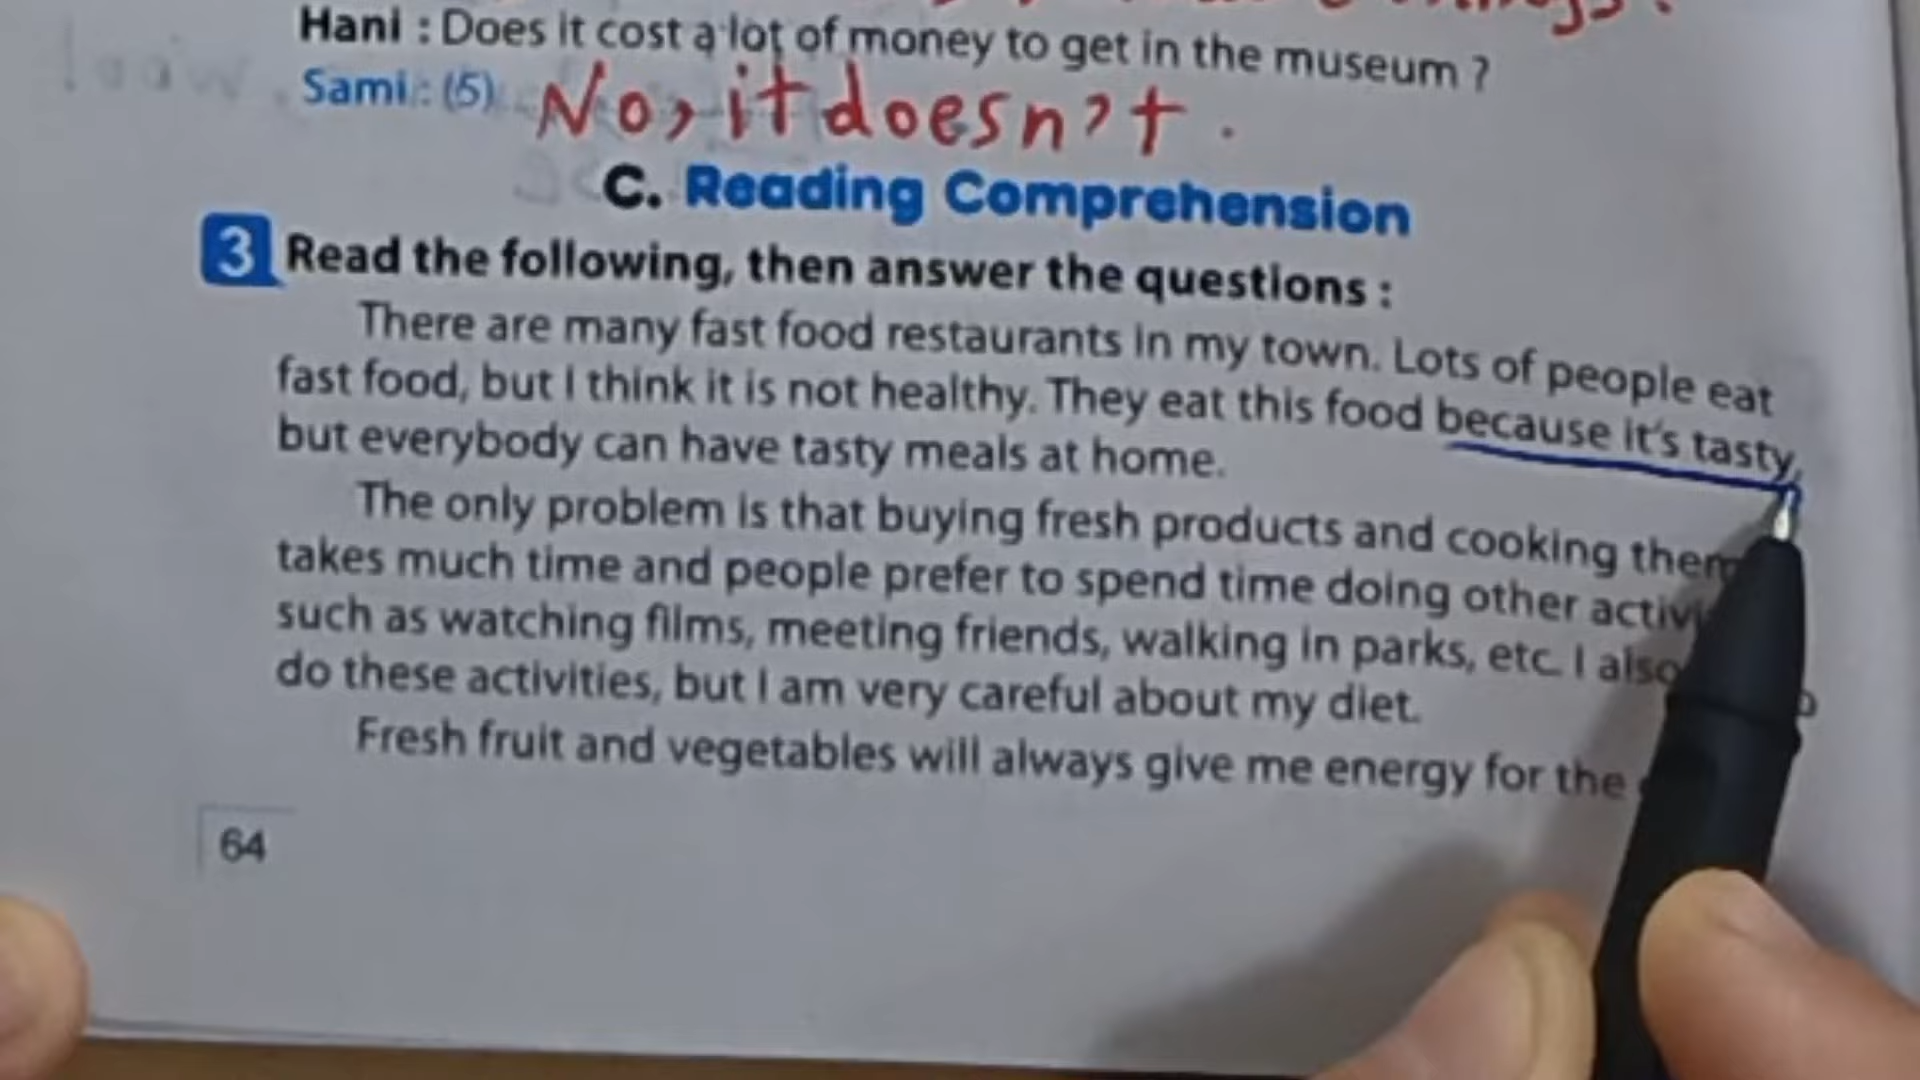 Hani : Does it cost a lot of money to get in the museum ?
Sami : (5) No, it doesn't .
C. Reading Comprehension
3 Read the following, then answer the questions :
There are many fast food restaurants in my town. Lots of people eat
fast food, but I think it is not healthy. They eat this food because it's tasty,
but everybody can have tasty meals at home.
The only problem is that buying fresh products and cooking
takes much time and people prefer to spend time doing other
such as watching films, meeting friends, walking in parks, etc. I also
do these activities, but I am very careful about my diet.
Fresh fruit and vegetables will always give me energy for the
64